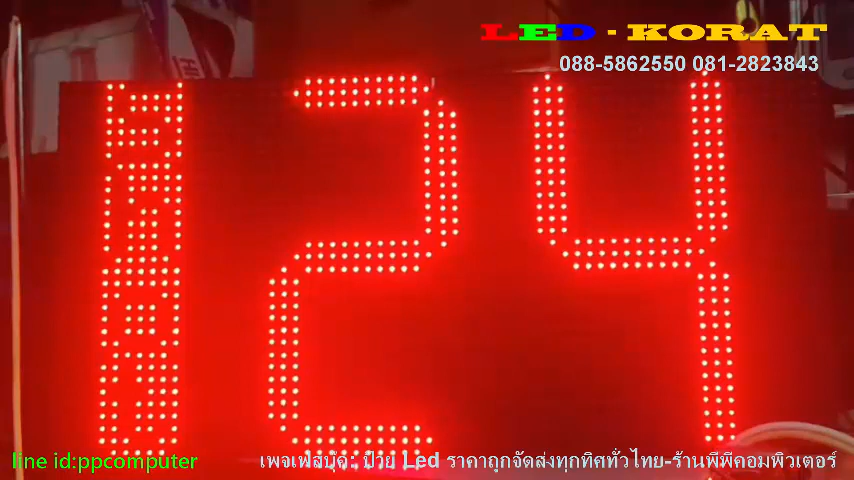 LED - KORAT
088-5862550 081-2823843
24
line id:ppcomputer
เพจเฟสบุ๊ค: ป้าย Led ราคาถูกจัดส่งทุกทิศทั่วไทย-ร้านพีพีคอมพิวเตอร์